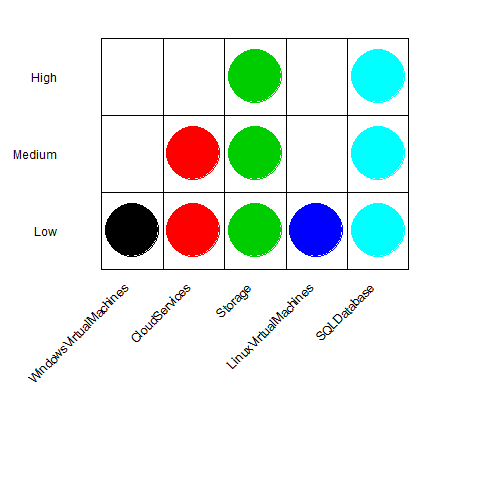 High
Medium
Low
WindowsVirtualMachines
CloudServices
Storage
LinuxVirtualMachines
SQLDatabase